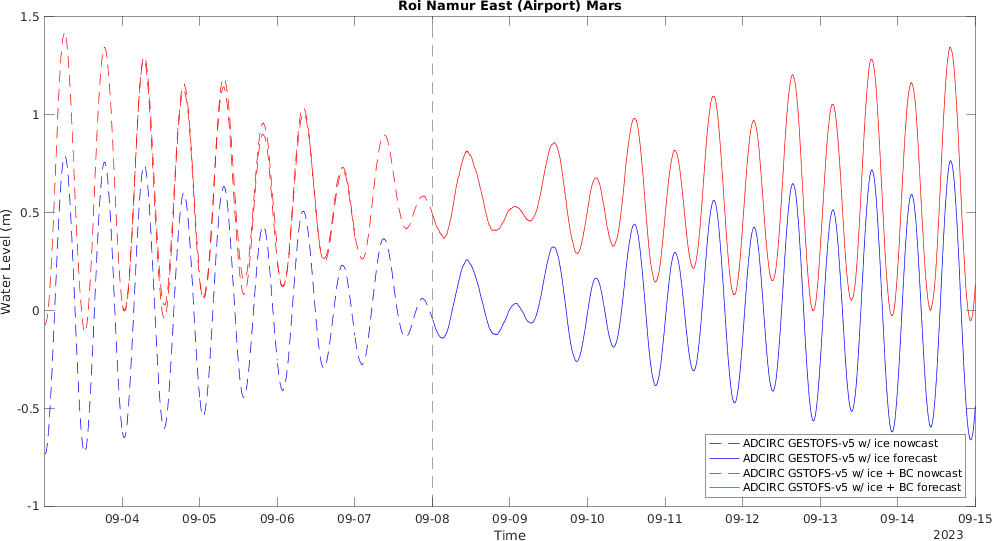 Roi Namur East (Airport) Mars
Water Level (m)
1.5
1
0.5
0
-0.5
-1
ADCIRC GESTOFS-v5 w/ ice nowcast
ADCIRC GESTOFS-v5 w/ ice forecast
ADCIRC GSTOFS-v5 w/ ice + BC nowcast
ADCIRC GSTOFS-v5 w/ ice + BC forecast
09-04 09-05 09-06 09-07 09-08 09-09 09-10 09-11 09-12 09-13 09-14 09-15
Time
2023